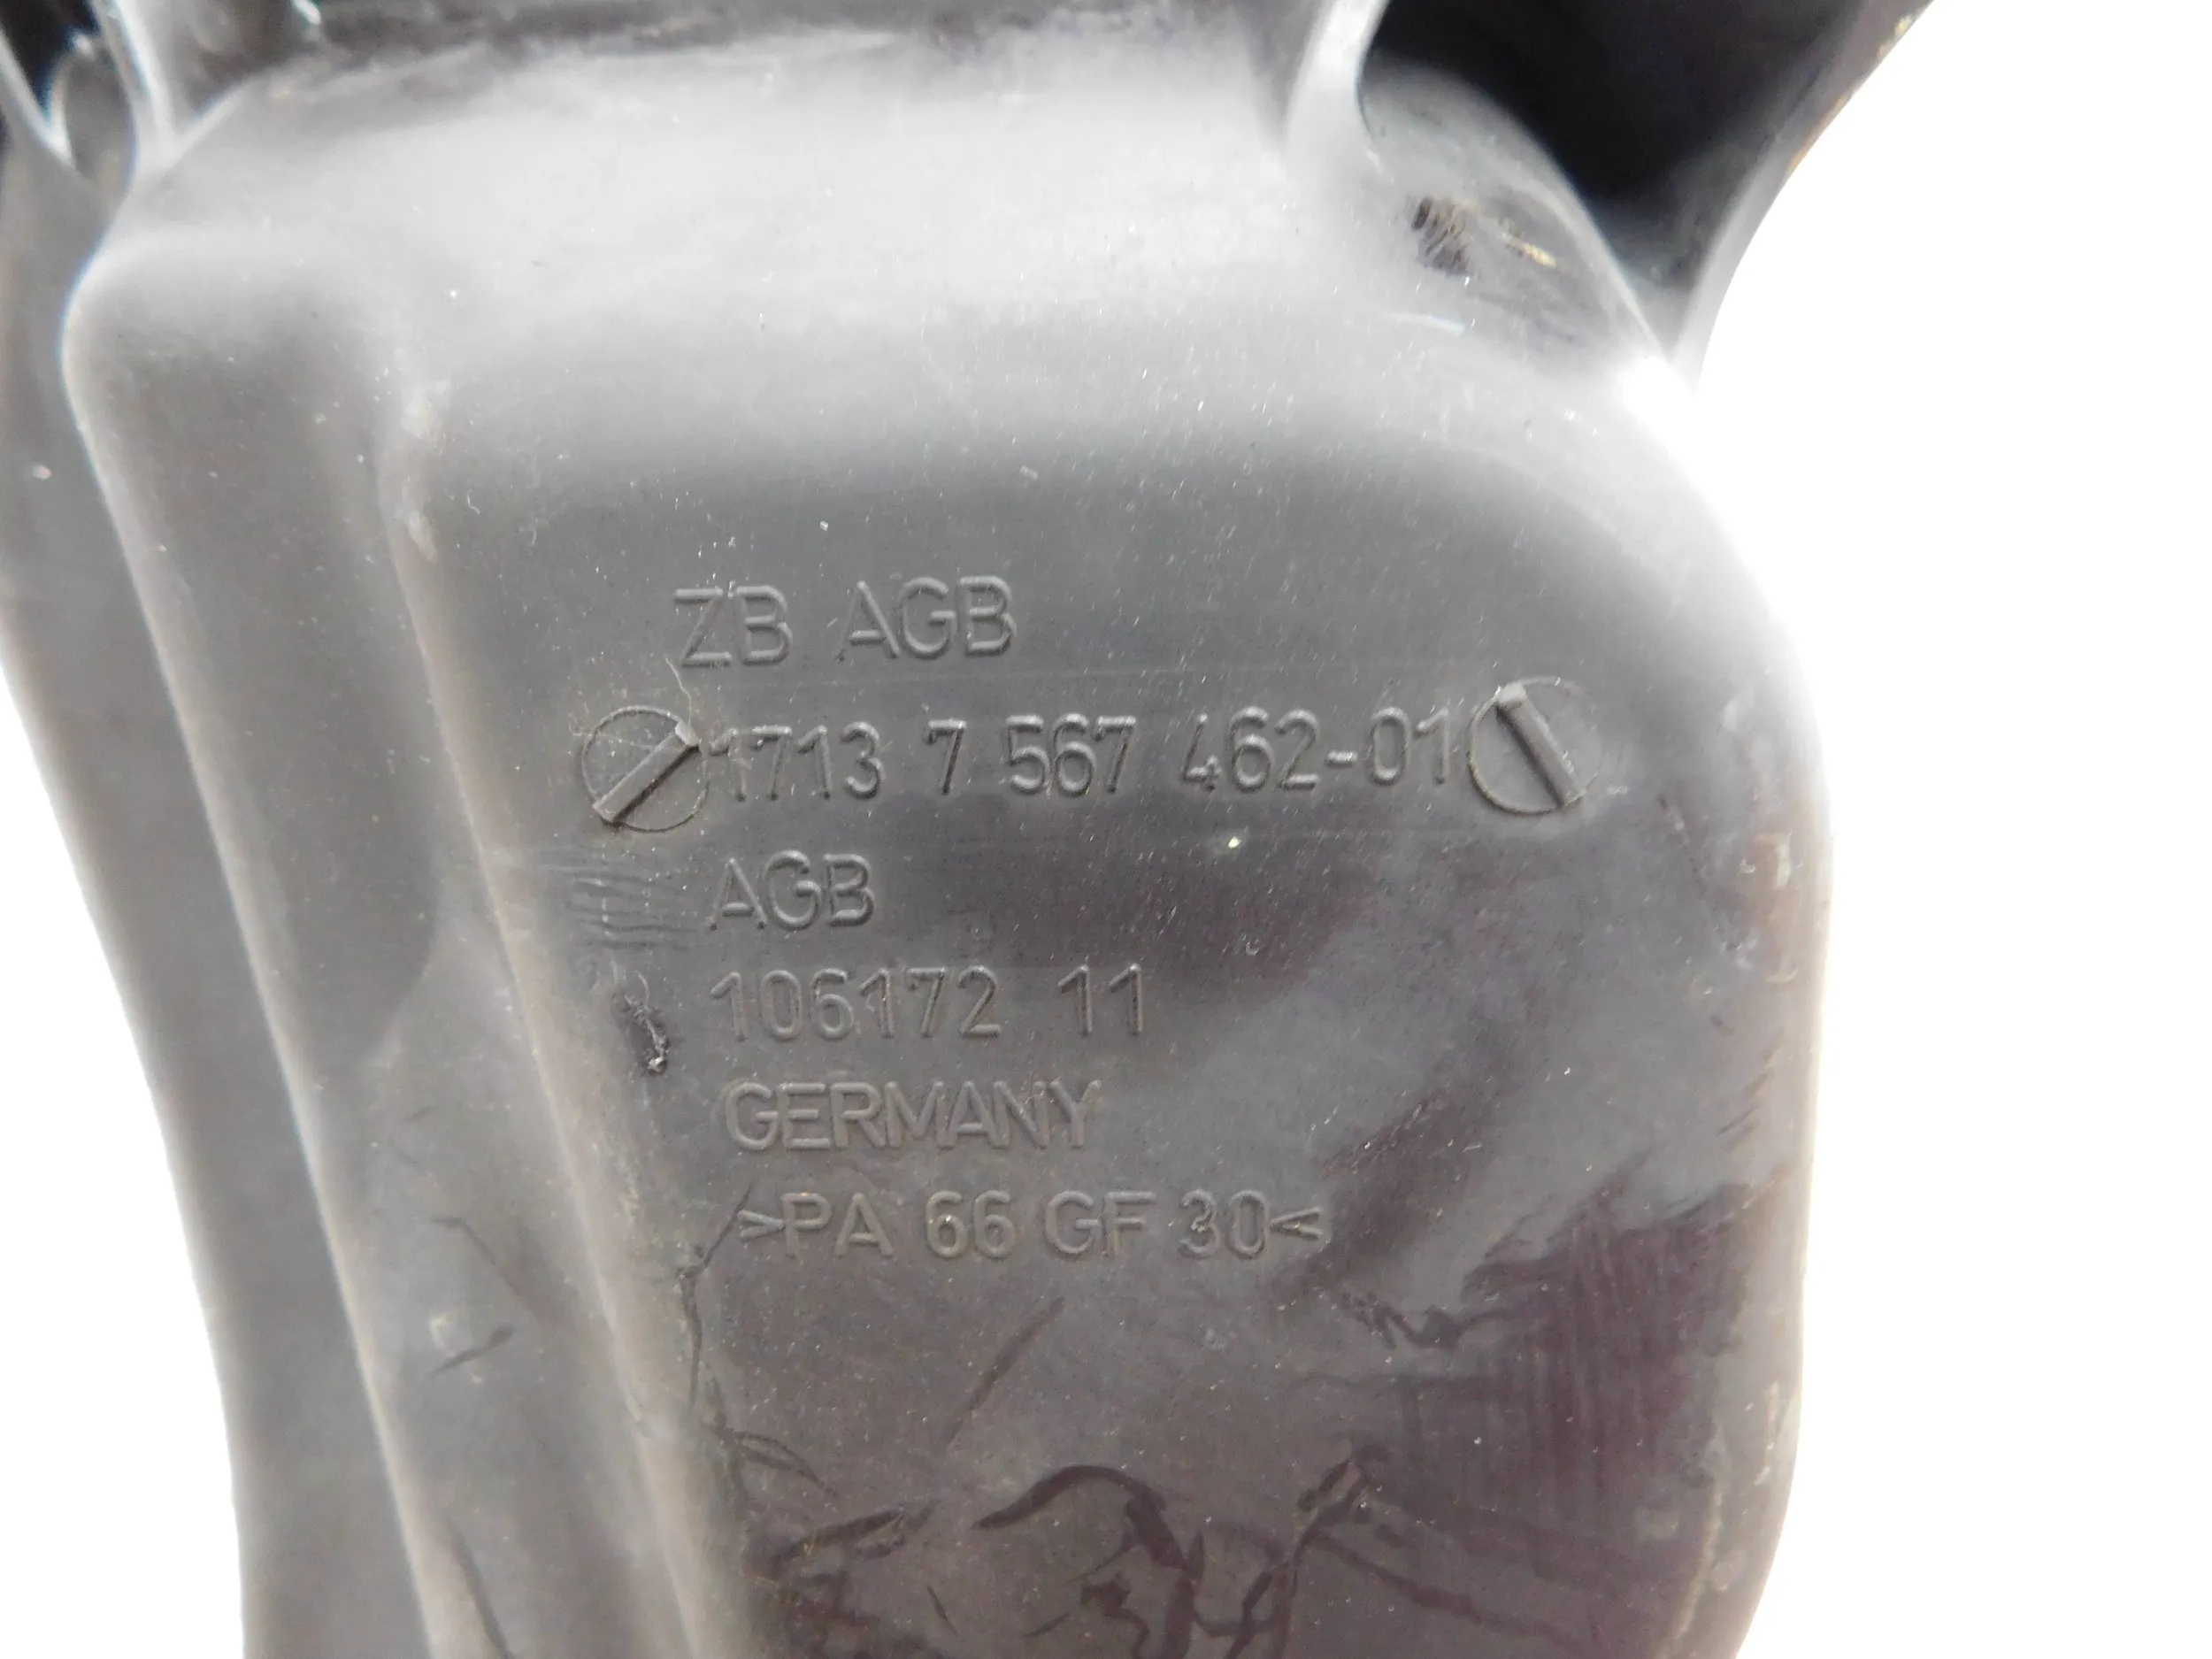 ZB AGB
1713 7 567 462-01
AGB
106172 11
GERMANY
>PA 66 GF 30<